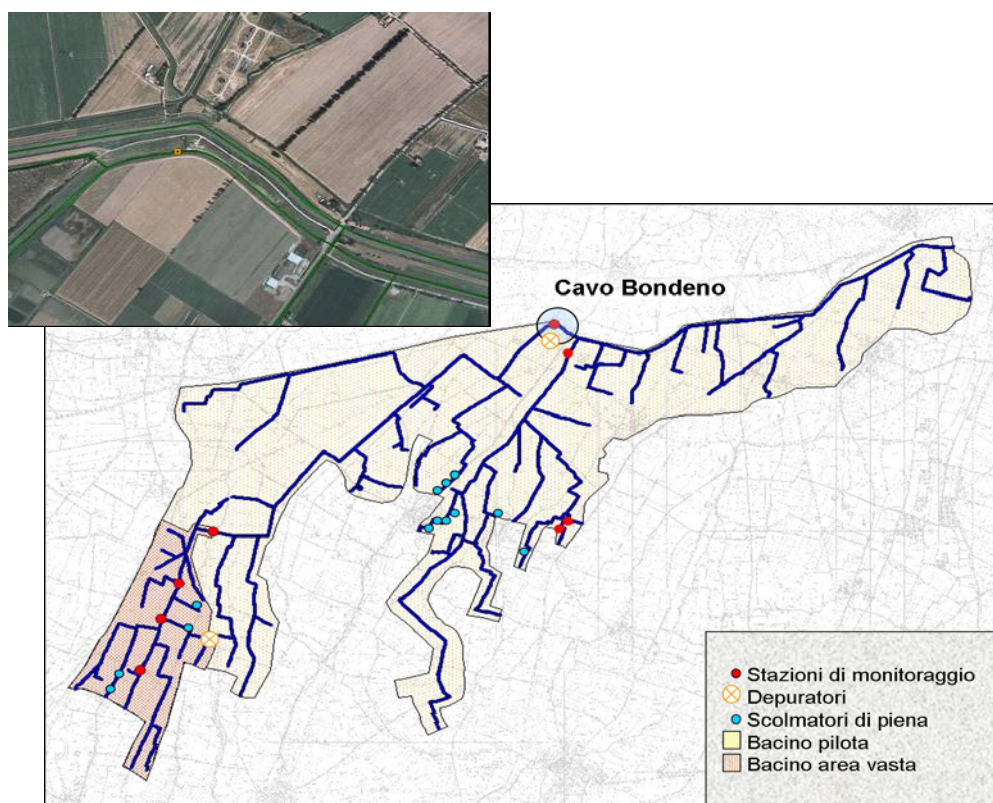 Cavo Bondeno
Stazioni di monitoraggio
Depuratori
Scolmatori di piena
Bacino pilota
Bacino area vasta